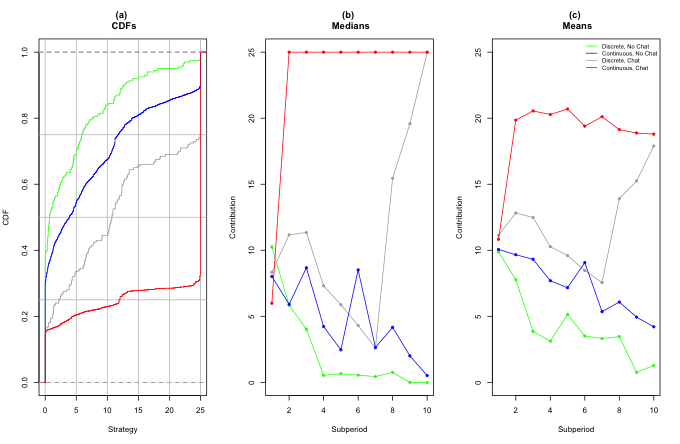 (a)
CDFs
CDF
1.0
0.8
0.6
0.4
0.2
0.0
0 5 10 15 20 25
Strategy
(b)
Medians
Contribution
25
20
15
10
5
0
2 4 6 8 10
Subperiod
(c)
Means
Contribution
25
20
15
10
5
0
2 4 6 8 10
Subperiod
Discrete, No Chat
Continuous, No Chat
Discrete, Chat
Continuous, Chat